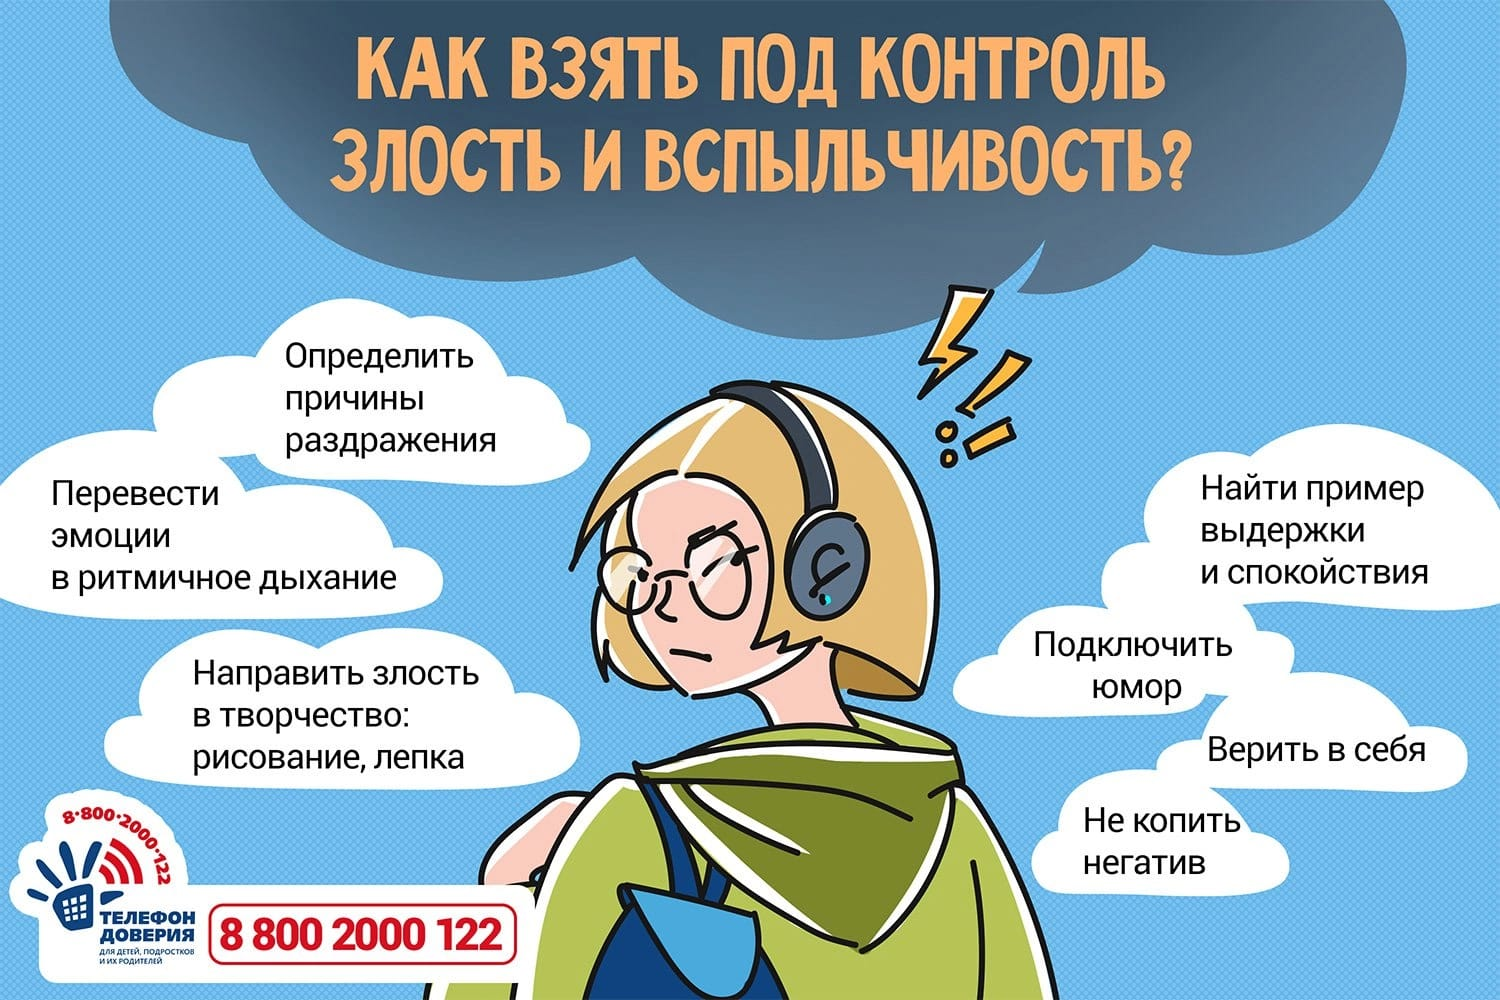 КАК ВЗЯТЬ ПОД КОНТРОЛЬ
ЗЛОСТЬ И ВСПЫЛЬЧИВОСТЬ?
Определить
причины
раздражения
Перевести
эмоции
в ритмичное дыхание
Направить злость
в творчество:
рисование, лепка
Найти пример
выдержки
и спокойствия
Подключить
юмор
Верить в себя
Не копить
негатив
8-800-2000-122
ТЕЛЕФОН
ДОВЕРИЯ
ДЛЯ ДЕТЕЙ, ПОДРОСТКОВ
И ИХ РОДИТЕЛЕЙ
8 800 2000 122